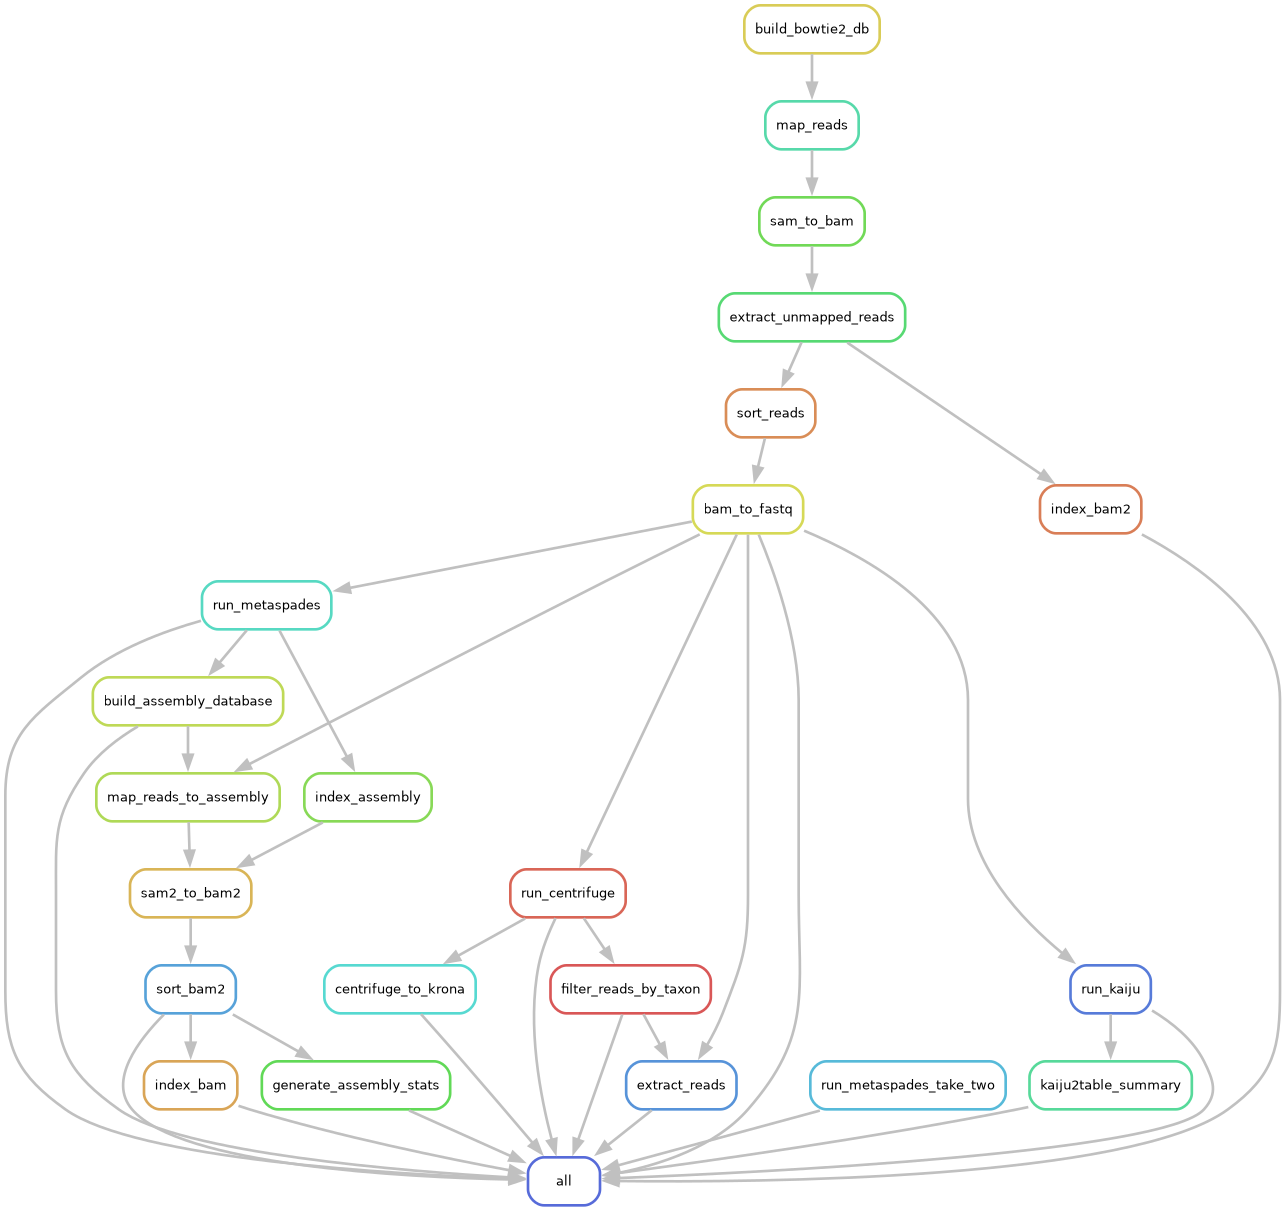 build_bowtie2_db
map_reads
sam_to_bam
extract_unmapped_reads
sort_reads
bam_to_fastq
index_bam2
run_metaspades
build_assembly_database
map_reads_to_assembly
index_assembly
sam2_to_bam2
run_centrifuge
sort_bam2
centrifuge_to_krona
filter_reads_by_taxon
run_kaiju
index_bam
generate_assembly_stats
extract_reads
run_metaspades_take_two
kaiju2table_summary
all